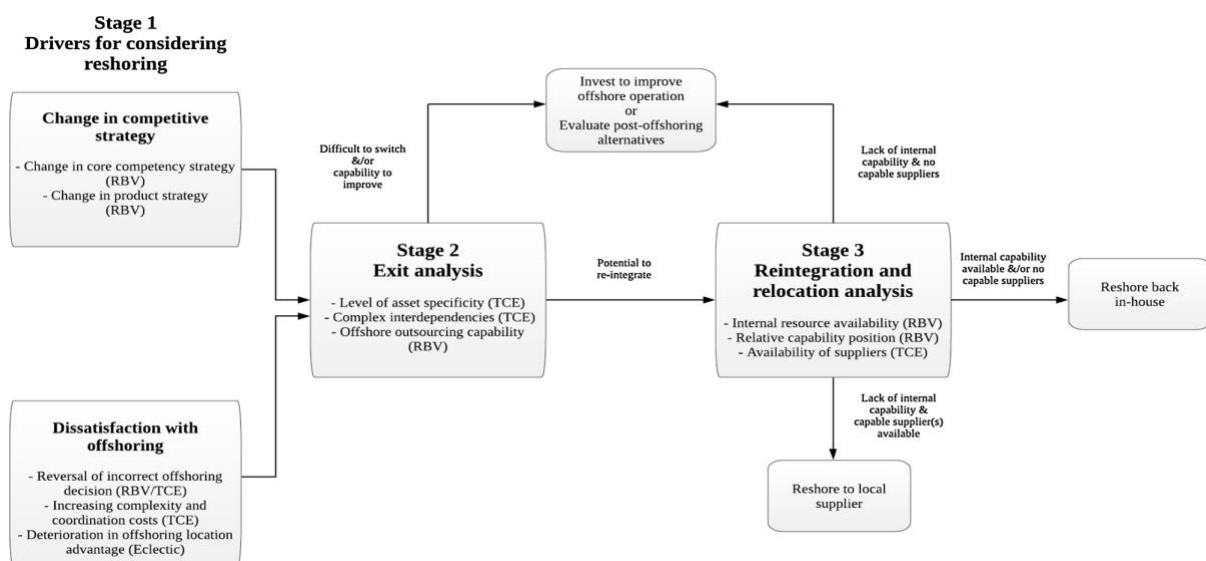 Stage 1
Drivers for considering
reshoring
Change in competitive
strategy
- Change in core competency strategy
(RBV)
- Change in product strategy
(RBV)
Dissatisfaction with
offshoring
- Reversal of incorrect offshoring
decision (RBV/TCE)
- Increasing complexity and
coordination costs (TCE)
- Deterioration in offshoring location
advantage (Eclectic)
Difficult to switch
&/or
capability to
improve
Stage 2
Exit analysis
- Level of asset specificity (TCE)
- Complex interdependencies (TCE)
- Offshore outsourcing capability
(RBV)
Invest to improve
offshore operation
or
Evaluate post-offshoring
alternatives
Potential to
re-integrate
Lack of internal
capability & no
capable suppliers
Stage 3
Reintegration and
relocation analysis
- Internal resource availability (RBV)
- Relative capability position (RBV)
- Availability of suppliers (TCE)
Internal capability
available &/or no
capable suppliers
Reshore back
in-house
Lack of internal
capability &
capable supplier(s)
available
Reshore to local
supplier